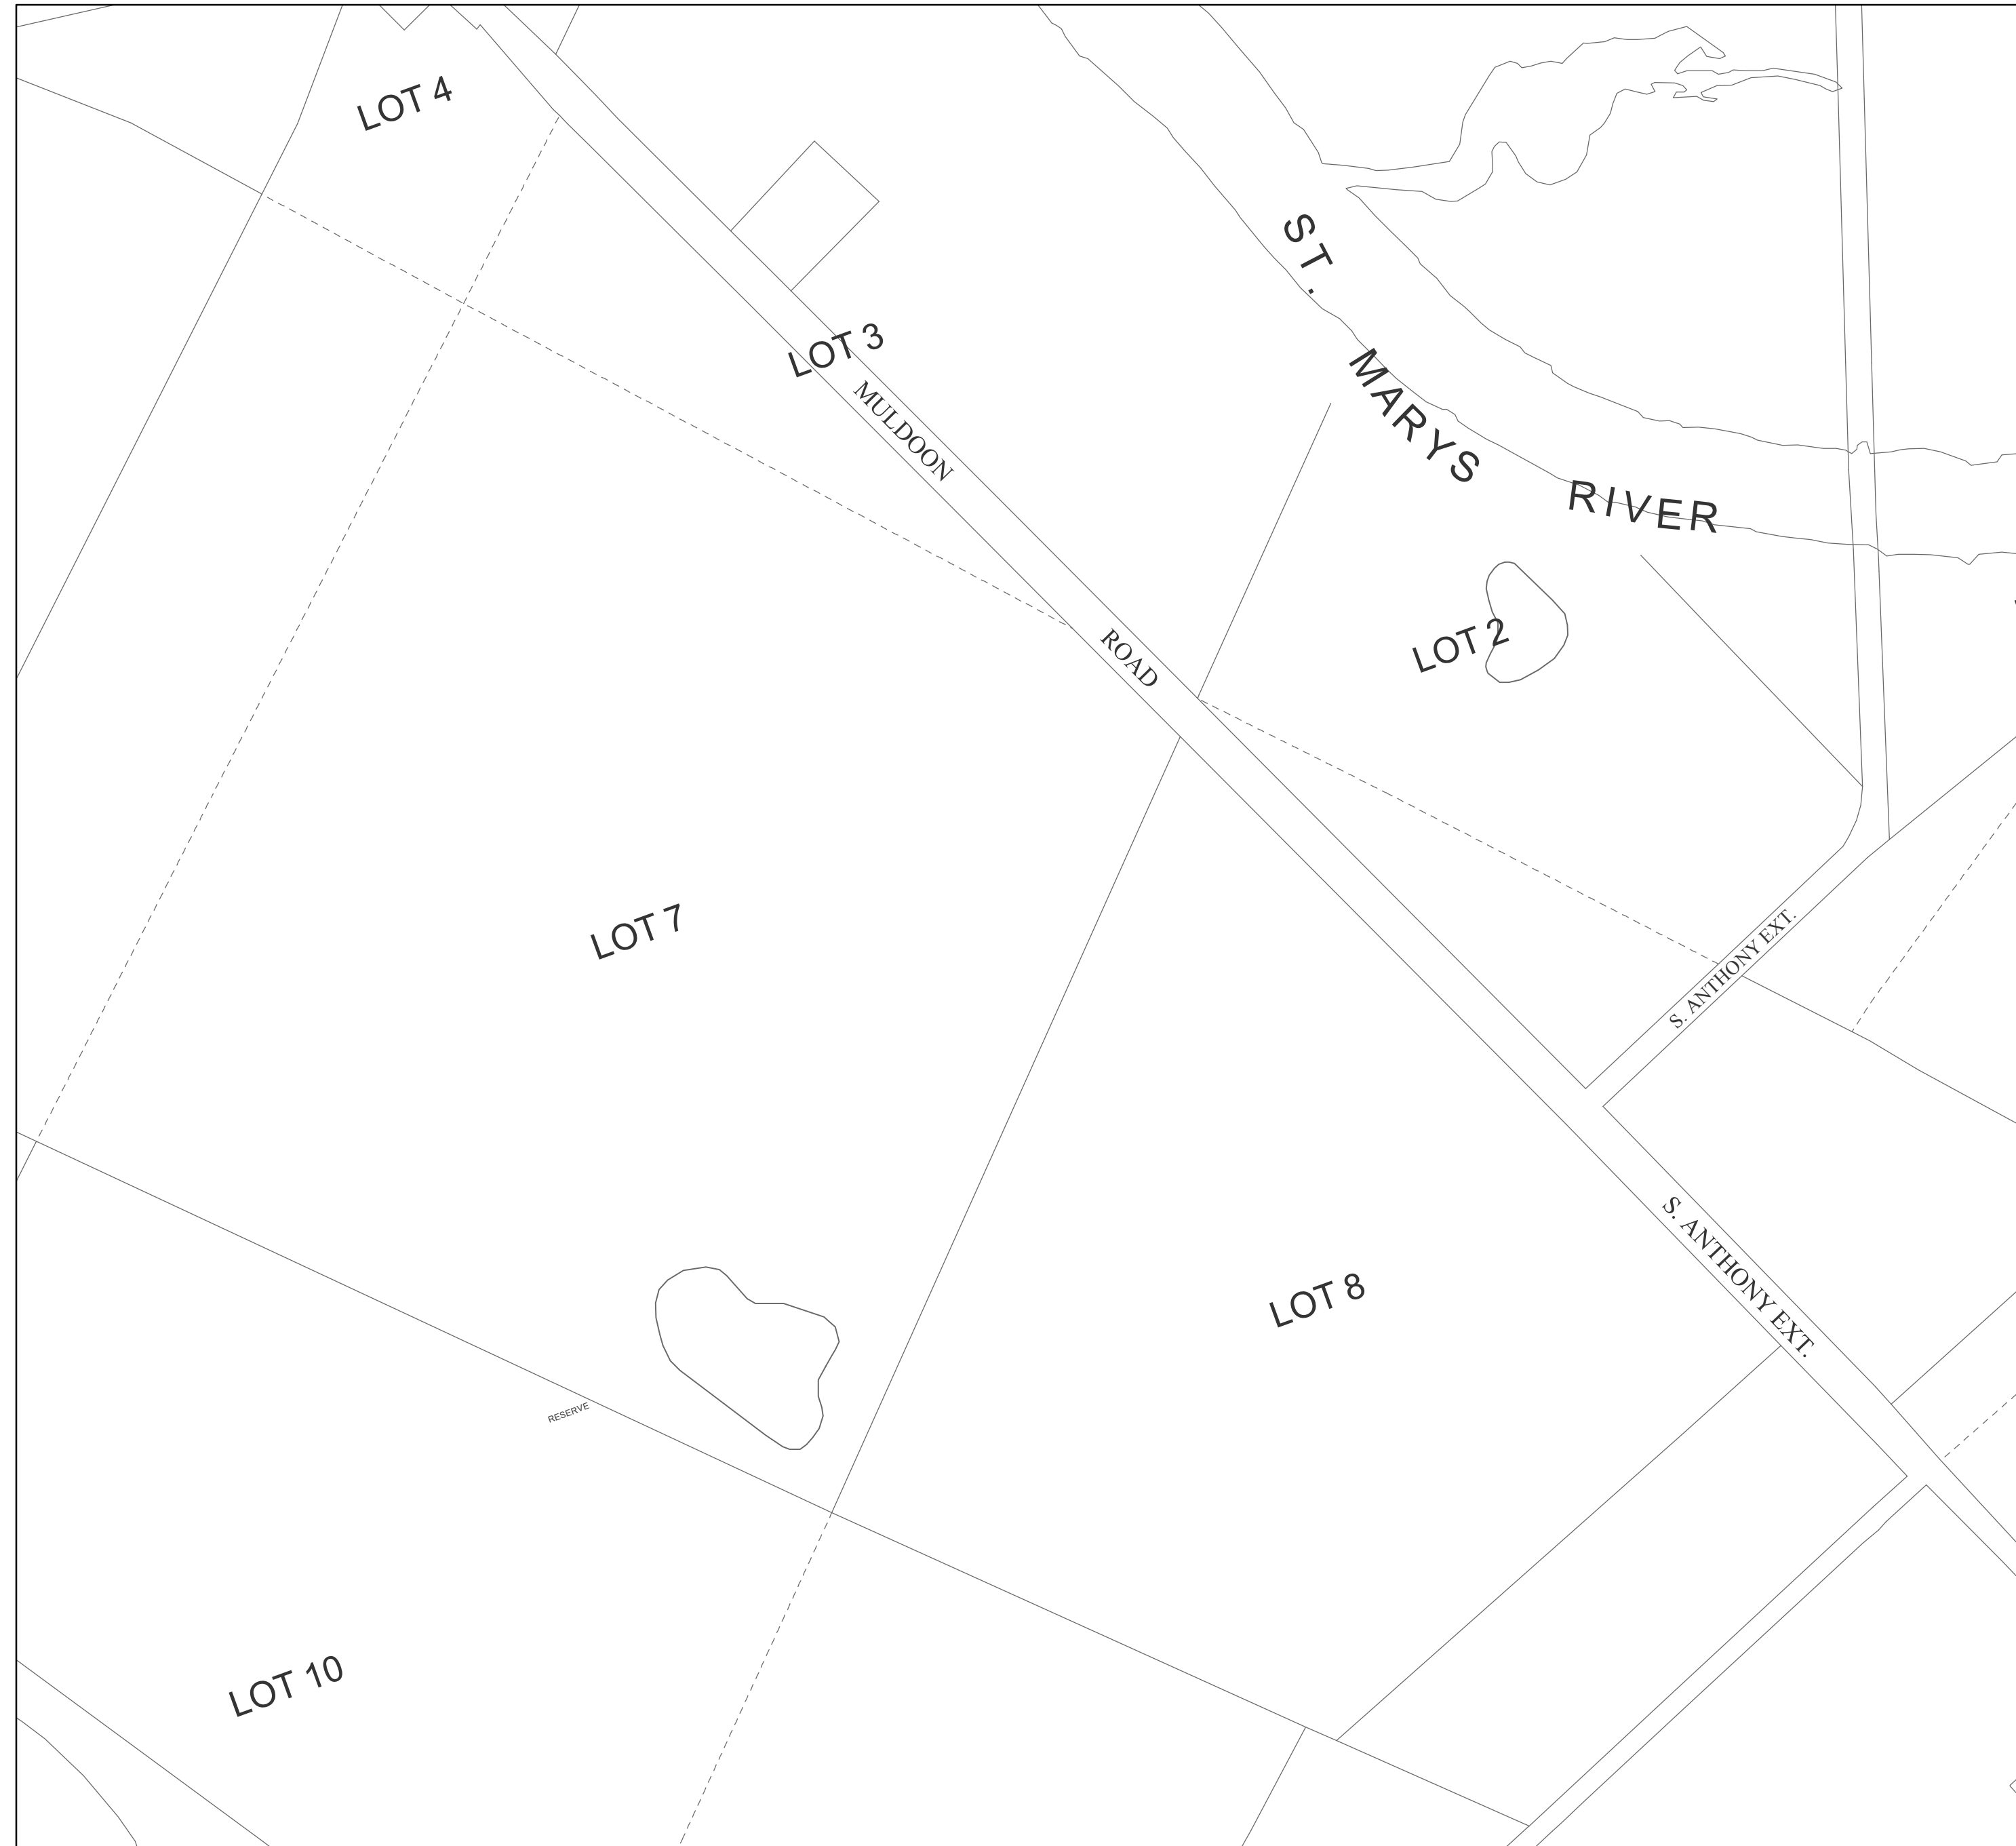 LOT 4
ST. MARYS RIVER
LOT 3
MULDOON ROAD
LOT 2
LOT 7
S. ANTHONY EXT.
S. ANTHONY EXT.
LOT 8
RESERVE
LOT 10